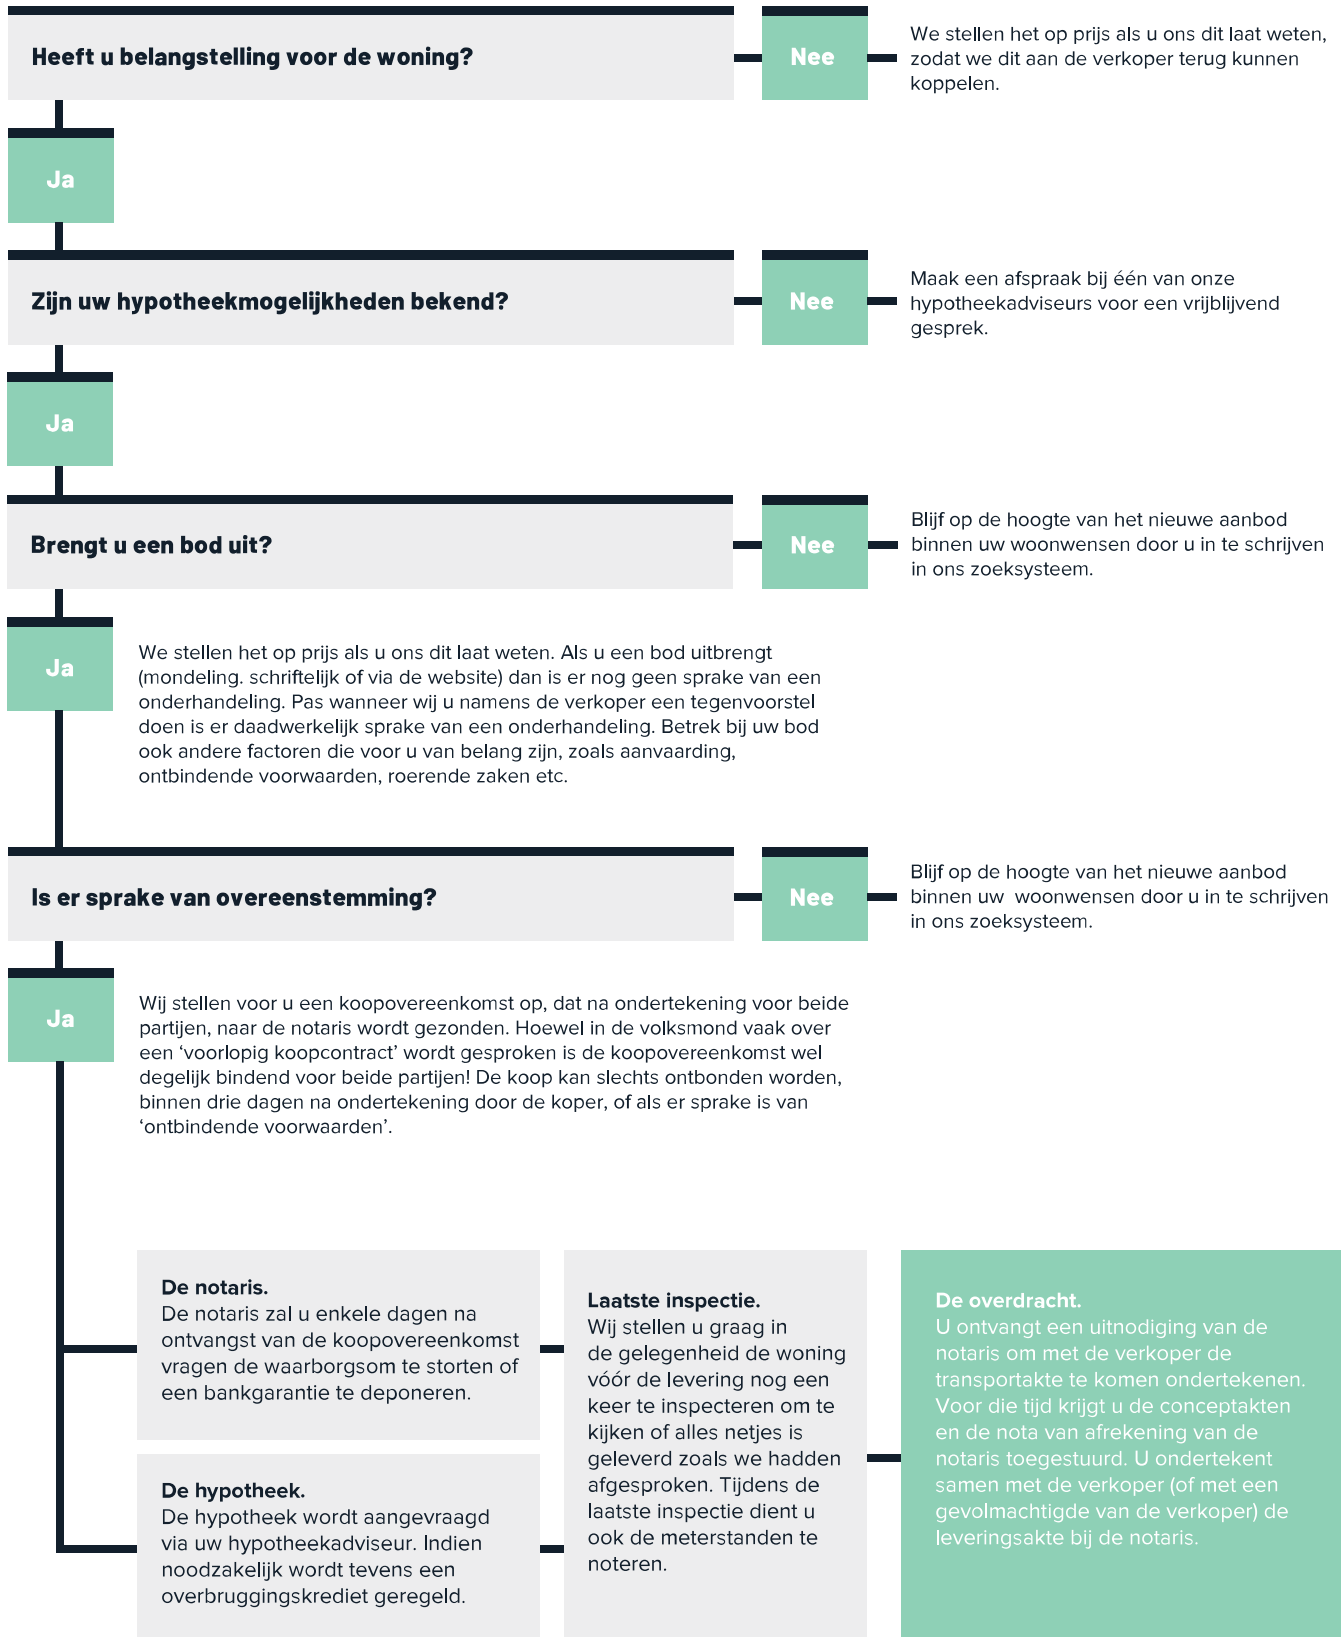 Heeft u belangstelling voor de woning?
Nee
We stellen het op prijs als u ons dit laat weten,
zodat we dit aan de verkoper terug kunnen
koppelen.
Ja
Zijn uw hypotheekmogelijkheden bekend?
Nee
Maak een afspraak bij één van onze
hypotheekadviseurs voor een vrijblijvend
gesprek.
Ja
Brengt u een bod uit?
Nee
Blijf op de hoogte van het nieuwe aanbod
binnen uw woonwensen door u in te schrijven
in ons zoeksysteem.
Ja
We stellen het op prijs als u ons dit laat weten. Als u een bod uitbrengt
(mondeling. schriftelijk of via de website) dan is er nog geen sprake van een
onderhandeling. Pas wanneer wij u namens de verkoper een tegenvoorstel
doen is er daadwerkelijk sprake van een onderhandeling. Betrek bij uw bod
ook andere factoren die voor u van belang zijn, zoals aanvaarding,
ontbindende voorwaarden, roerende zaken etc.
Is er sprake van overeenstemming?
Nee
Blijf op de hoogte van het nieuwe aanbod
binnen uw  woonwensen door u in te schrijven
in ons zoeksysteem.
Ja
Wij stellen voor u een koopovereenkomst op, dat na ondertekening voor beide
partijen, naar de notaris wordt gezonden. Hoewel in de volksmond vaak over
een ‘voorlopig koopcontract’ wordt gesproken is de koopovereenkomst wel
degelijk bindend voor beide partijen! De koop kan slechts ontbonden worden,
binnen drie dagen na ondertekening door de koper, of als er sprake is van
‘ontbindende voorwaarden’.
De notaris.
De notaris zal u enkele dagen na
ontvangst van de koopovereenkomst
vragen de waarborgsom te storten of
een bankgarantie te deponeren.
De hypotheek.
De hypotheek wordt aangevraagd
via uw hypotheekadviseur. Indien
noodzakelijk wordt tevens een
overbruggingskrediet geregeld.
Laatste inspectie.
Wij stellen u graag in
de gelegenheid de woning
vóór de levering nog een
keer te inspecteren om te
kijken of alles netjes is
geleverd zoals we hadden
afgesproken. Tijdens de
laatste inspectie dient u
ook de meterstanden te
noteren.
De overdracht.
U ontvangt een uitnodiging van de
notaris om met de verkoper de
transportakte te komen ondertekenen.
Voor die tijd krijgt u de conceptakten
en de nota van afrekening van de
notaris toegestuurd. U ondertekent
samen met de verkoper (of met een
gevolmachtigde van de verkoper) de
leveringsakte bij de notaris.